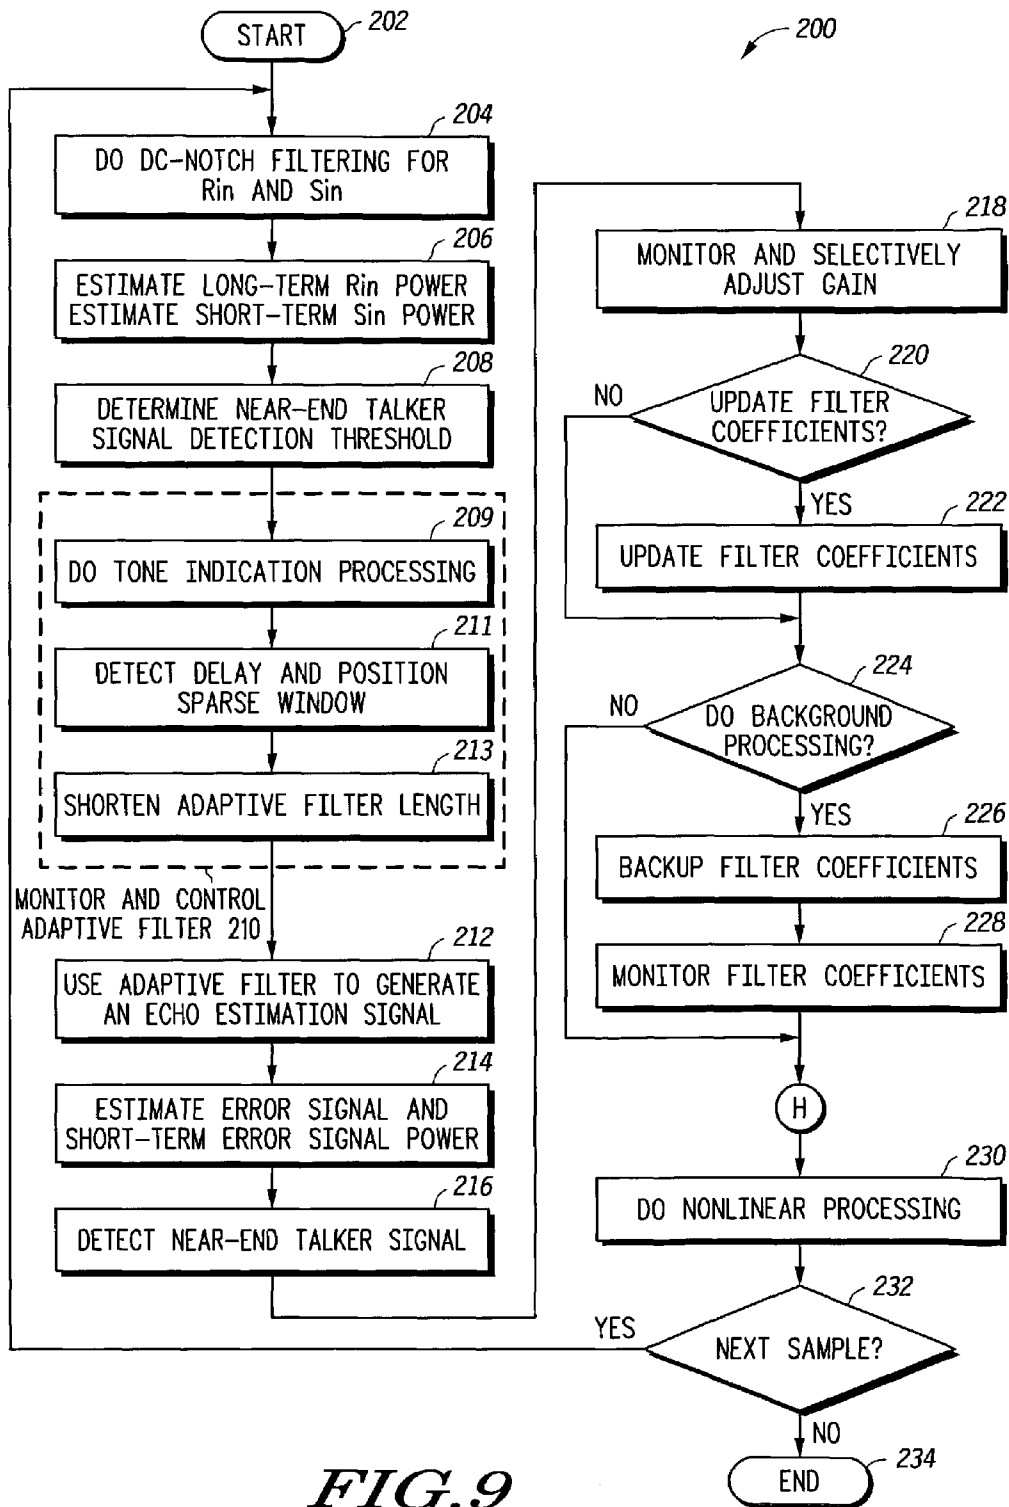 START
202
200
204
DO DC-NOTCH FILTERING FOR
Rin AND Sin
206
ESTIMATE LONG-TERM Rin POWER
ESTIMATE SHORT-TERM Sin POWER
208
DETERMINE NEAR-END TALKER
SIGNAL DETECTION THRESHOLD
209
DO TONE INDICATION PROCESSING
211
DETECT DELAY AND POSITION
SPARSE WINDOW
213
SHORTEN ADAPTIVE FILTER LENGTH
MONITOR AND CONTROL
ADAPTIVE FILTER 210
212
USE ADAPTIVE FILTER TO GENERATE
AN ECHO ESTIMATION SIGNAL
214
ESTIMATE ERROR SIGNAL AND
SHORT-TERM ERROR SIGNAL POWER
216
DETECT NEAR-END TALKER SIGNAL
218
MONITOR AND SELECTIVELY
ADJUST GAIN
220
NO
UPDATE FILTER
COEFFICIENTS?
YES
222
UPDATE FILTER COEFFICIENTS
224
NO
DO BACKGROUND
PROCESSING?
YES
226
BACKUP FILTER COEFFICIENTS
228
MONITOR FILTER COEFFICIENTS
H
230
DO NONLINEAR PROCESSING
232
YES
NEXT SAMPLE?
NO
END
234
FIG.9